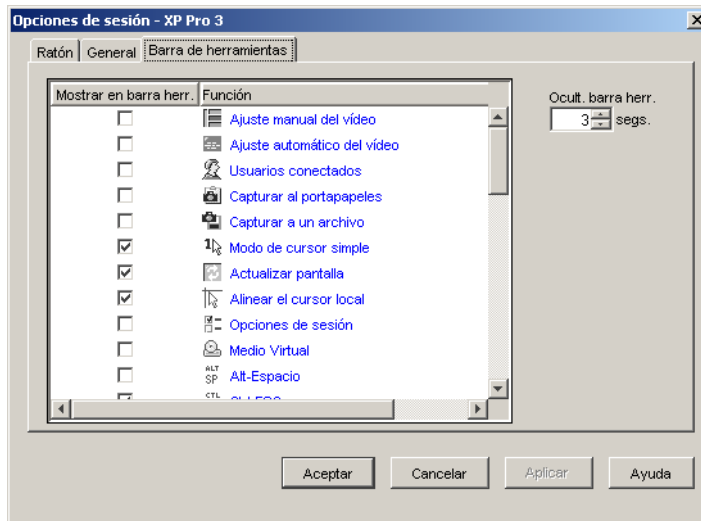 Opciones de sesión - XP Pro 3
Ratón General Barra de herramientas
Mostrar en barra herr. Función
Ocult. barra herr.
3 segs.
Ajuste manual del vídeo
Ajuste automático del vídeo
Usuarios conectados
Capturar al portapapeles
Capturar a un archivo
1 Modo de cursor simple
Actualizar pantalla
Alinear el cursor local
Opciones de sesión
Medio Virtual
ALT SP Alt-Espacio
CTL
Aceptar Cancelar Aplicar Ayuda